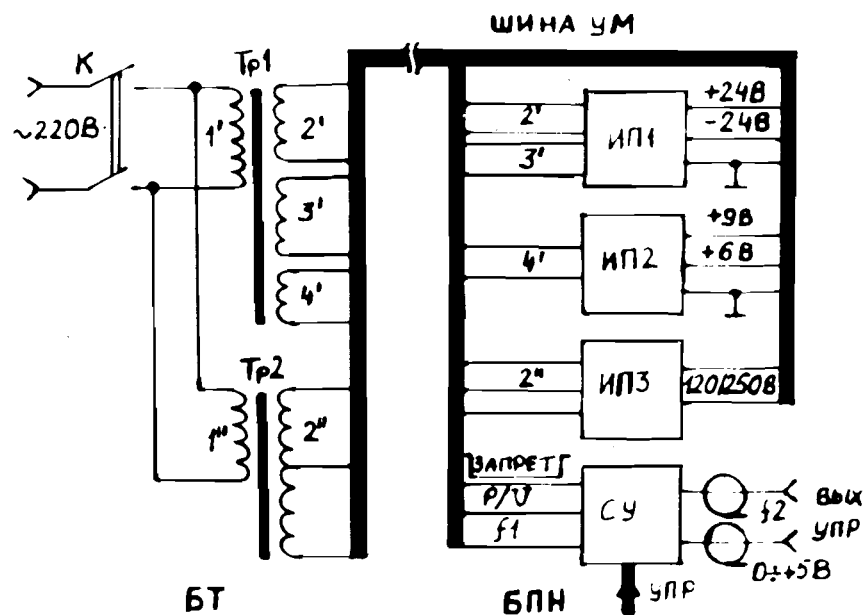 ШИНА УМ
К
Тр1
~220В
1'
2'
3'
4'
Тр2
1"
2"
БТ
2'
3'
ИП1
+24В
-24В
4'
ИП2
+9В
+6В
2"
ИП3
120/250В
ЗАПРЕТ
P/U
f1
СУ
f2
ВЫХ
УПР
0÷+5В
УПР
БПН